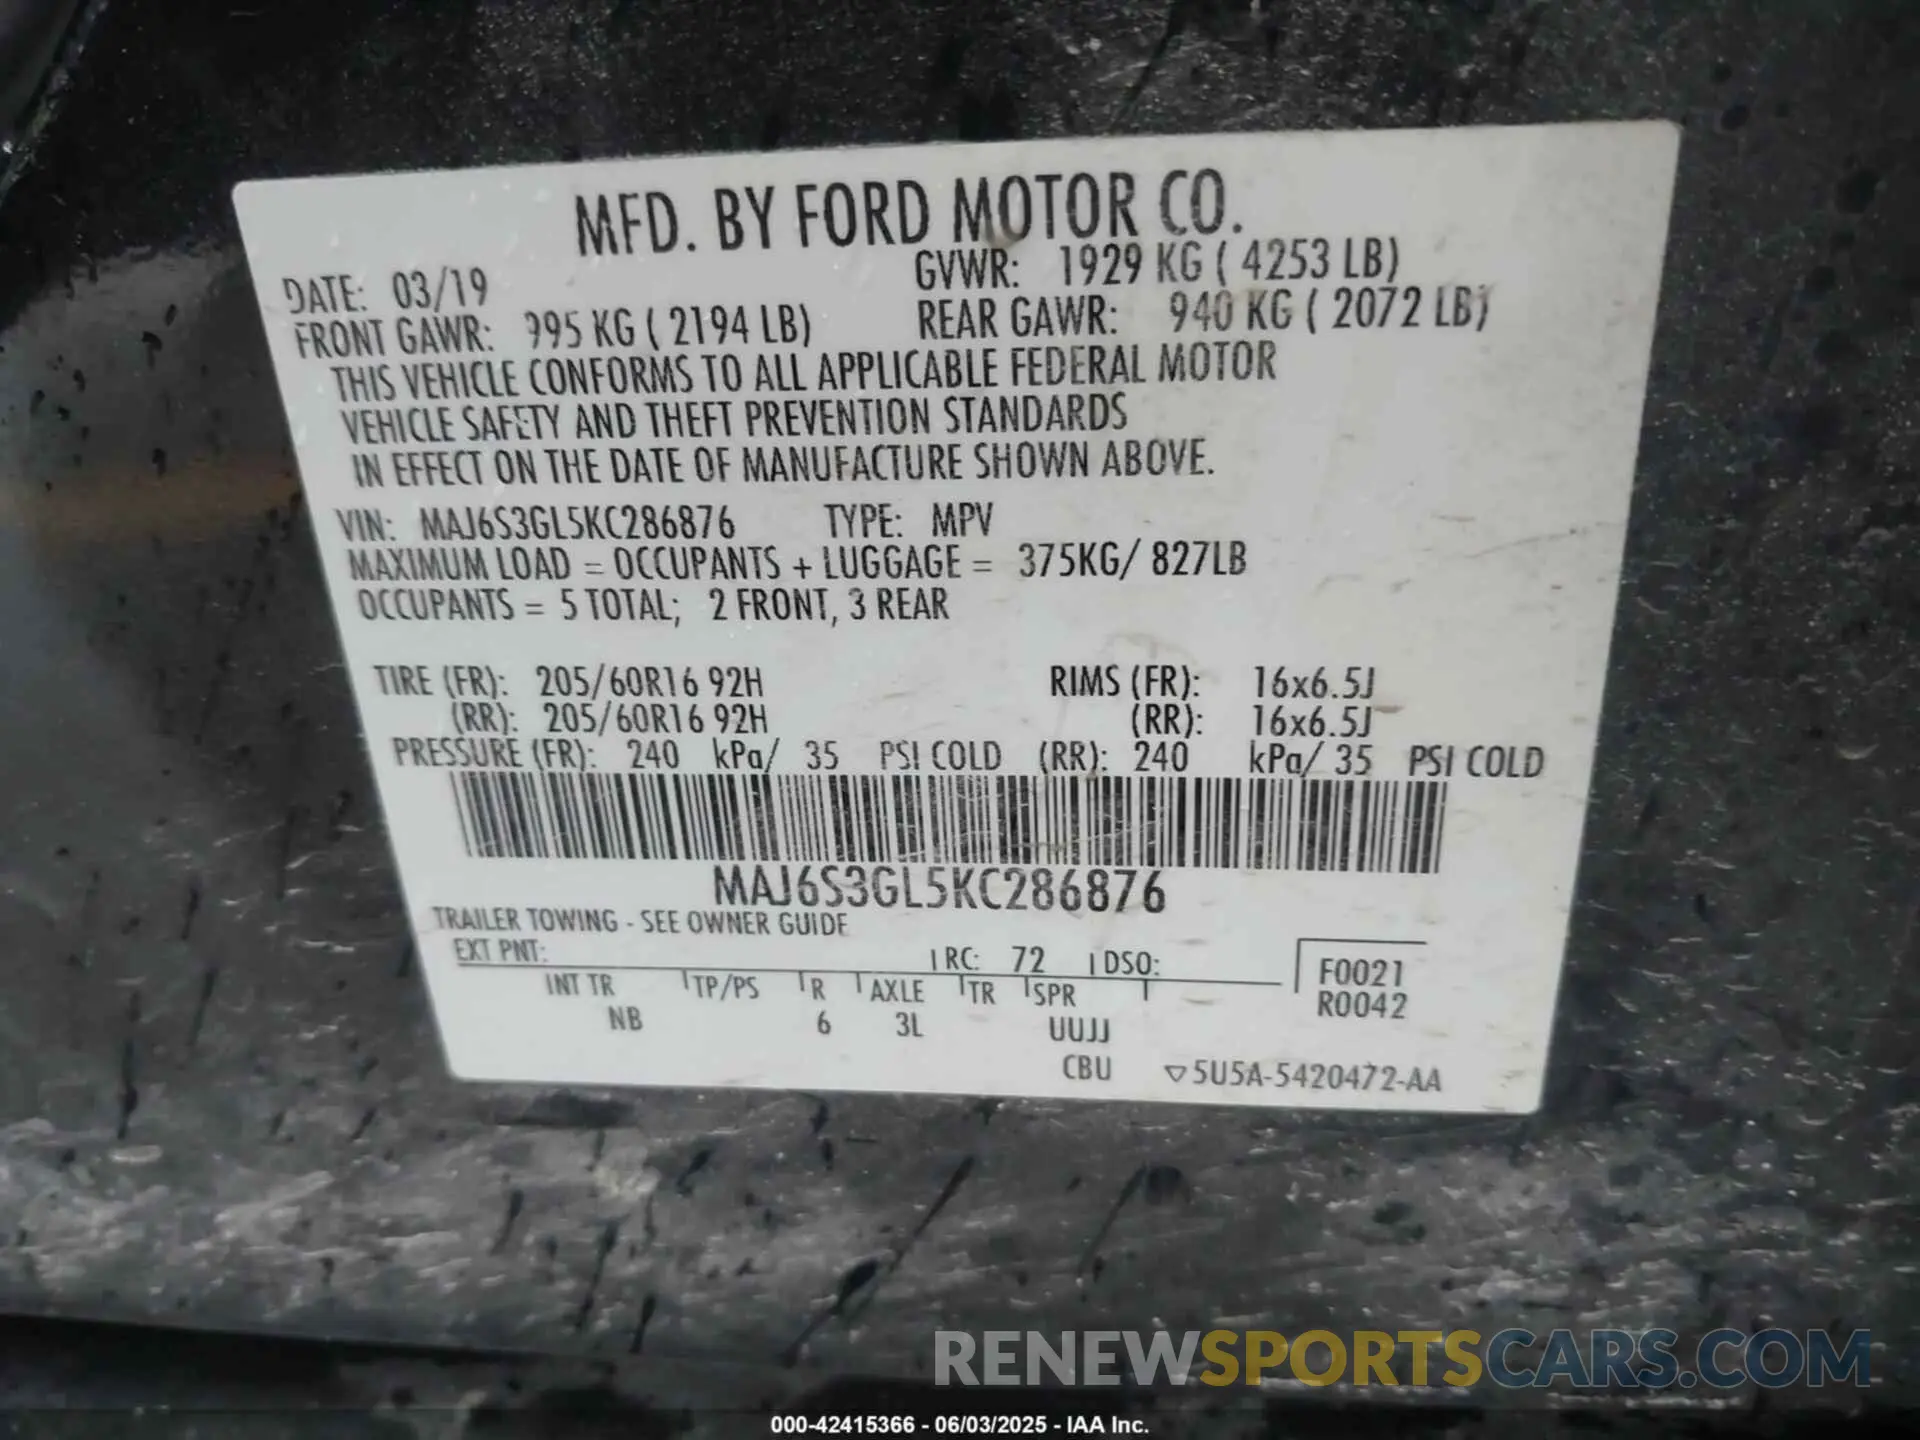 MFD. BY FORD MOTOR CO.
DATE: 03/19
GVWR: 1929 KG ( 4253 LB)
FRONT GAWR: 995 KG ( 2194 LB)
REAR GAWR: 940 KG ( 2072 LB)
THIS VEHICLE CONFORMS TO ALL APPLICABLE FEDERAL MOTOR
VEHICLE SAFETY AND THEFT PREVENTION STANDARDS
IN EFFECT ON THE DATE OF MANUFACTURE SHOWN ABOVE.
VIN: MAJ6S3GL5KC286876 TYPE: MPV
MAXIMUM LOAD = OCCUPANTS + LUGGAGE = 375KG/ 827LB
OCCUPANTS = 5 TOTAL; 2 FRONT, 3 REAR
TIRE (FR): 205/60R16 92H RIMS (FR): 16x6.5J
(RR): 205/60R16 92H (RR): 16x6.5J
PRESSURE (FR): 240 kPa/ 35 PSI COLD (RR): 240 kPa/ 35 PSI COLD
MAJ6S3GL5KC286876
TRAILER TOWING - SEE OWNER GUIDE
EXT PNT: RC: 72 DSO:
INT TR TP/PS R AXLE TR SPR
NB 6 3L UUJJ
F0021
R0042
CBU ▽5U5A-5420472-AA
RENEWSPORTSCARS.COM
000-42415366 - 06/03/2025 - IAA Inc.